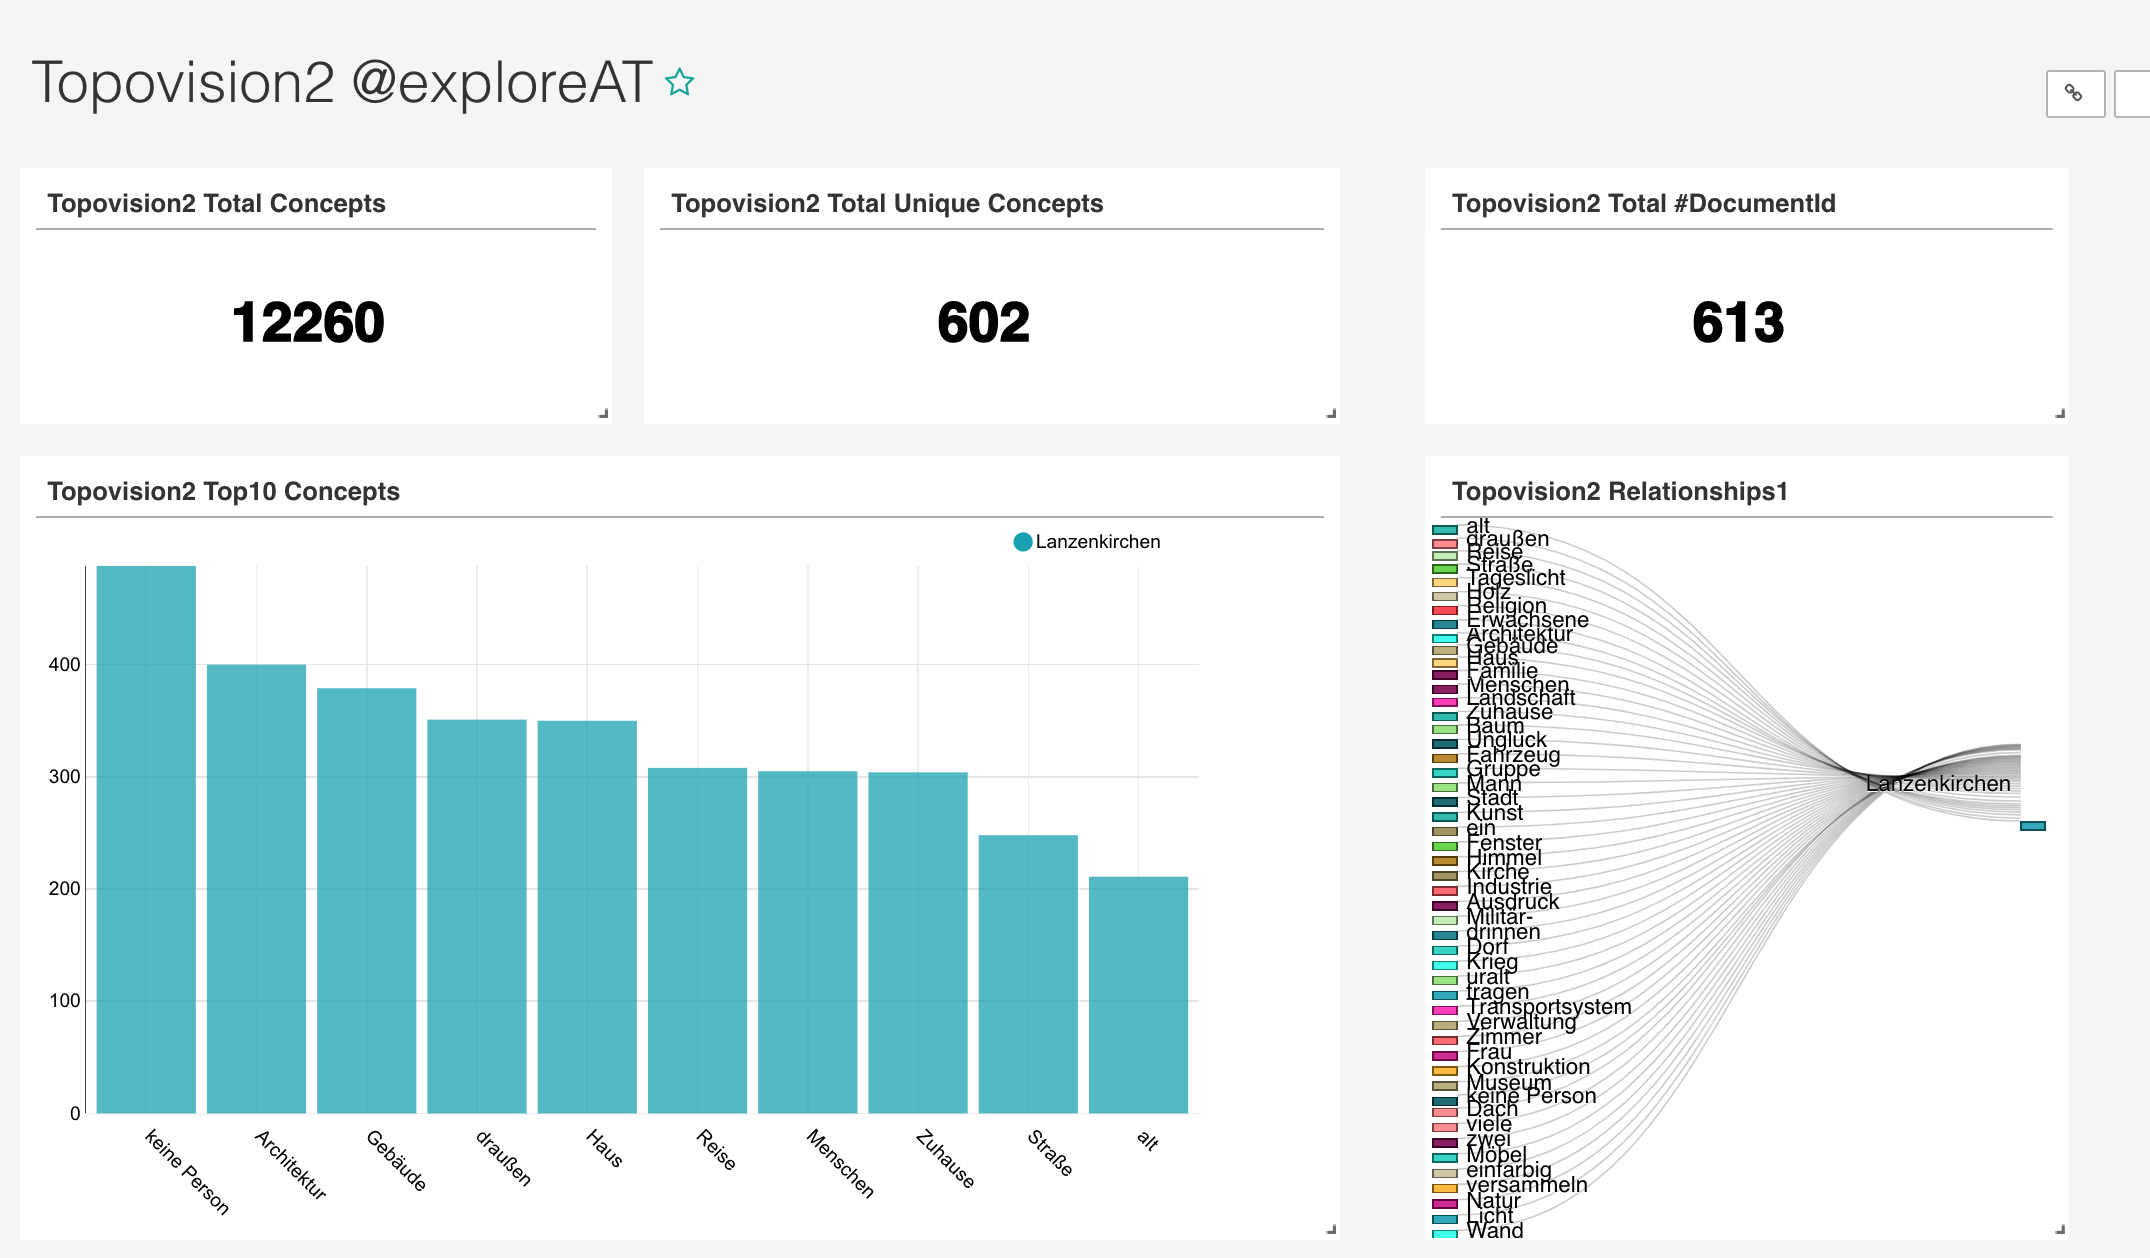 Topovision2 @exploreAT
Topovision2 Total Concepts
12260
Topovision2 Total Unique Concepts
602
Topovision2 Total #DocumentId
613
Topovision2 Top10 Concepts
Lanzenkirchen
400
300
200
100
0
keine Person
Architektur
Gebäude
draußen
Haus
Reise
Menschen
Zuhause
Straße
alt
Topovision2 Relationships1
alt
draußen
Reise
Straße
Tageslicht
Holz
Religion
Erwachsene
Architektur
Gebäude
Haus
Familie
Menschen
Landschaft
Zuhause
Baum
Unglück
Fahrzeug
Gruppe
Mann
Stadt
Kunst
ein
Fenster
Himmel
Kirche
Industrie
Ausdruck
Militär-
drinnen
Dorf
Krieg
uralt
tragen
Transportsystem
Verwaltung
Zimmer
Frau
Konstruktion
Museum
keine Person
Dach
viele
zwei
Möbel
einfarbig
versammeln
Natur
Licht
Wand
Lanzenkirchen